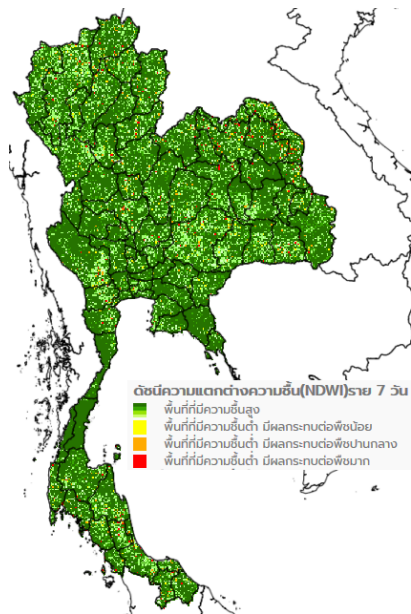 ดัชนีความแตกต่างความชื้น(NDWI)ราย 7 วัน
พื้นที่ที่มีความชื้นสูง
พื้นที่ที่มีความชื้นต่ำ มีผลกระทบต่อพืชน้อย
พื้นที่ที่มีความชื้นต่ำ มีผลกระทบต่อพืชปานกลาง
พื้นที่ที่มีความชื้นต่ำ มีผลกระทบต่อพืชมาก